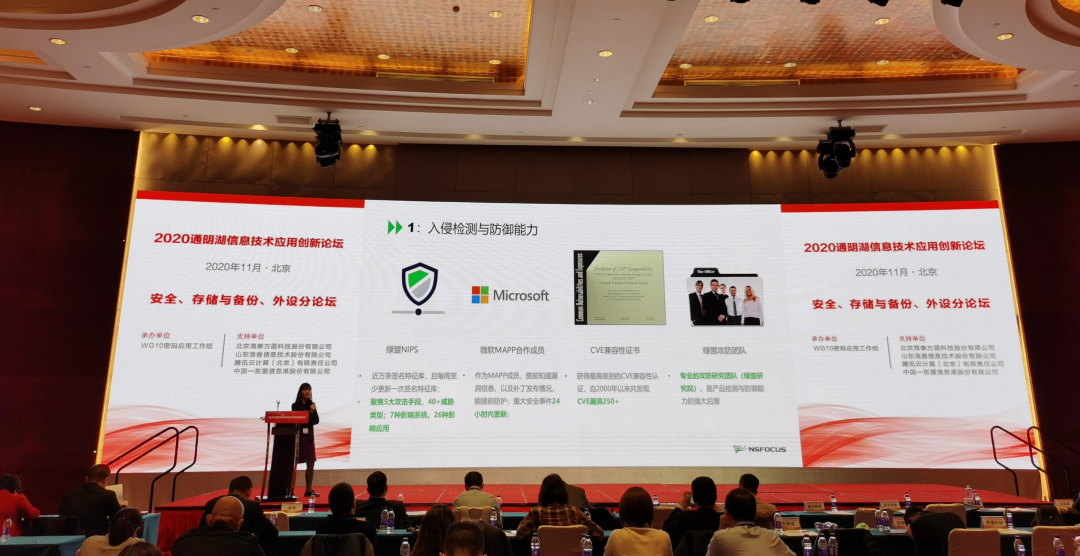 2020通明湖信息技术应用创新论坛
2020年11月·北京
安全、存储与备份、外设分论坛
承办单位
WG10密码应用工作组
支持单位
北京海泰方圆科技股份有限公司
山东渔翁信息技术股份有限公司
腾讯云计算（北京）有限责任公司
中国—东盟信息港股份有限公司
1：入侵检测与防御能力
Microsoft
Certificate of CVE Compatibility
Common Vulnerabilities and Exposures
The Office
绿盟NIPS
近万条签名特征库，且每周至
少更新一次签名特征库；
聚焦5大攻击手段，40+威胁
类型；7种影响系统、26种影
响应用
微软MAPP合作成员
作为MAPP成员，提前知道漏
洞信息、以及补丁发布情况，
能提前防护；重大安全事件24
小时内更新；
CVE兼容性证书
获得最高级别的CVE兼容性认
证，自2000年以来共发现
CVE漏洞250+
绿盟攻防团队
专业的攻防研究团队（绿盟研
究院），是产品检测与防御能
力的强大后盾
NSFOCUS
2020通明湖信息技术应用创新论坛
2020年11月·北京
安全、存储与备份、外设分论坛
承办单位
WG10密码应用工作组
支持单位
北京海泰方圆科技股份有限公司
山东渔翁信息技术股份有限公司
腾讯云计算（北京）有限责任公司
中国一东盟信息港股份有限公司